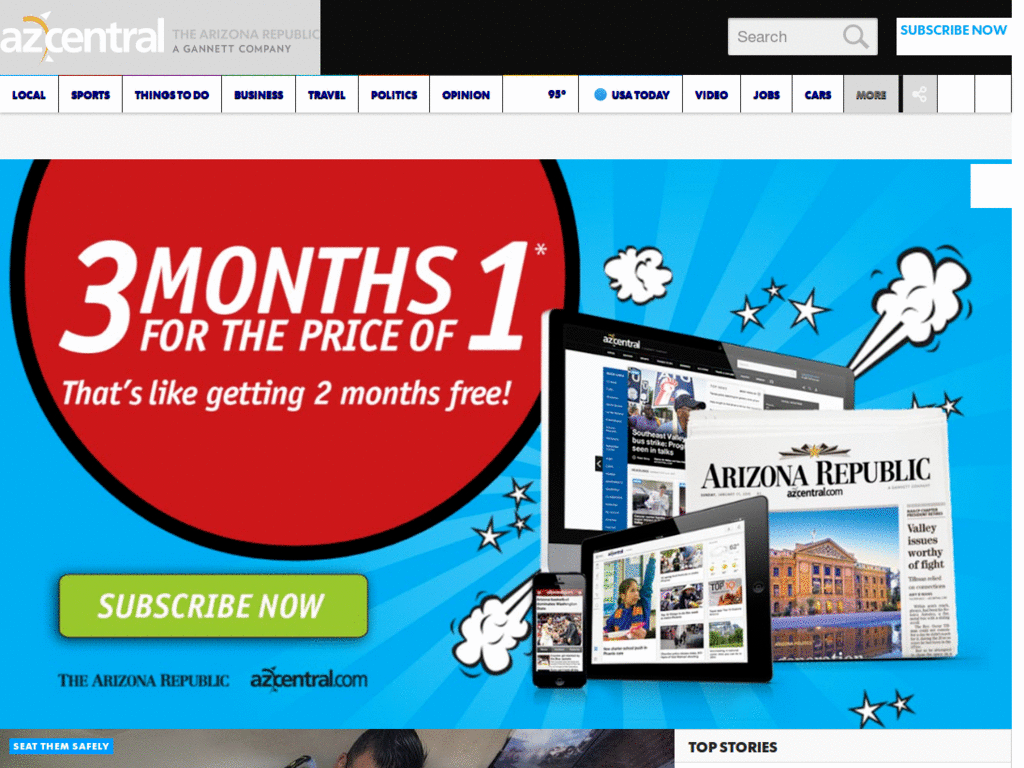 azcentral
THE ARIZONA REPUBLIC
A GANNETT COMPANY
Search
SUBSCRIBE NOW
LOCAL
SPORTS
THINGS TO DO
BUSINESS
TRAVEL
POLITICS
OPINION
95°
USA TODAY
VIDEO
JOBS
CARS
MORE
3 MONTHS
FOR THE PRICE OF 1*
That's like getting 2 months free!
azcentral
Southeast Valley
bus strike: Prog
seen in talks
ARIZONA REPUBLIC
azcentral.com
Valley
issues
worthy
of fight
TOP 10
SUBSCRIBE NOW
THE ARIZONA REPUBLIC
azcentral.com
SEAT THEM SAFELY
TOP STORIES